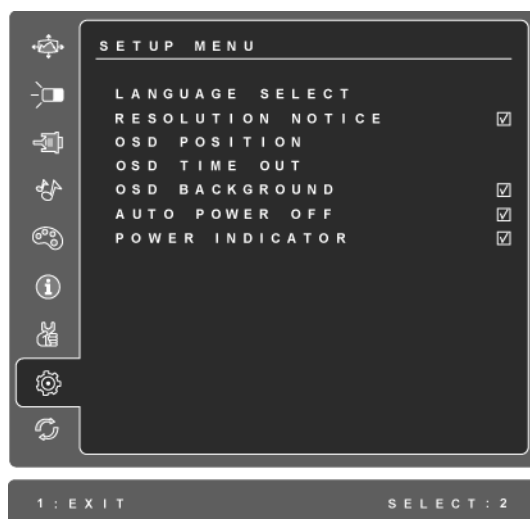 SETUP MENU
LANGUAGE SELECT
RESOLUTION NOTICE
OSD POSITION
OSD TIME OUT
OSD BACKGROUND
AUTO POWER OFF
POWER INDICATOR
1:EXIT SELECT:2